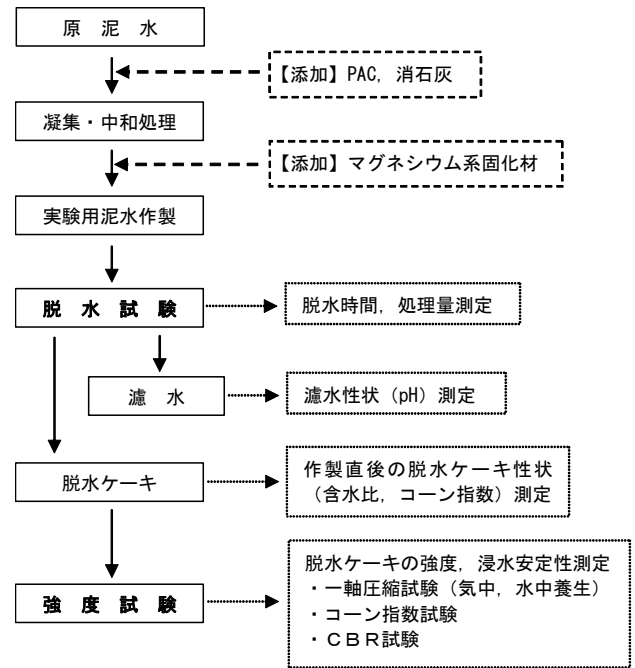 原 泥 水
【添加】PAC, 消石灰
凝集・中和処理
【添加】マグネシウム系固化材
実験用泥水作製
脱 水 試 験
脱水時間, 処理量測定
濾 水
濾水性状（pH）測定
脱水ケーキ
作製直後の脱水ケーキ性状
（含水比, コーン指数）測定
強 度 試 験
脱水ケーキの強度, 浸水安定性測定
・一軸圧縮試験（気中, 水中養生）
・コーン指数試験
・ＣＢＲ試験